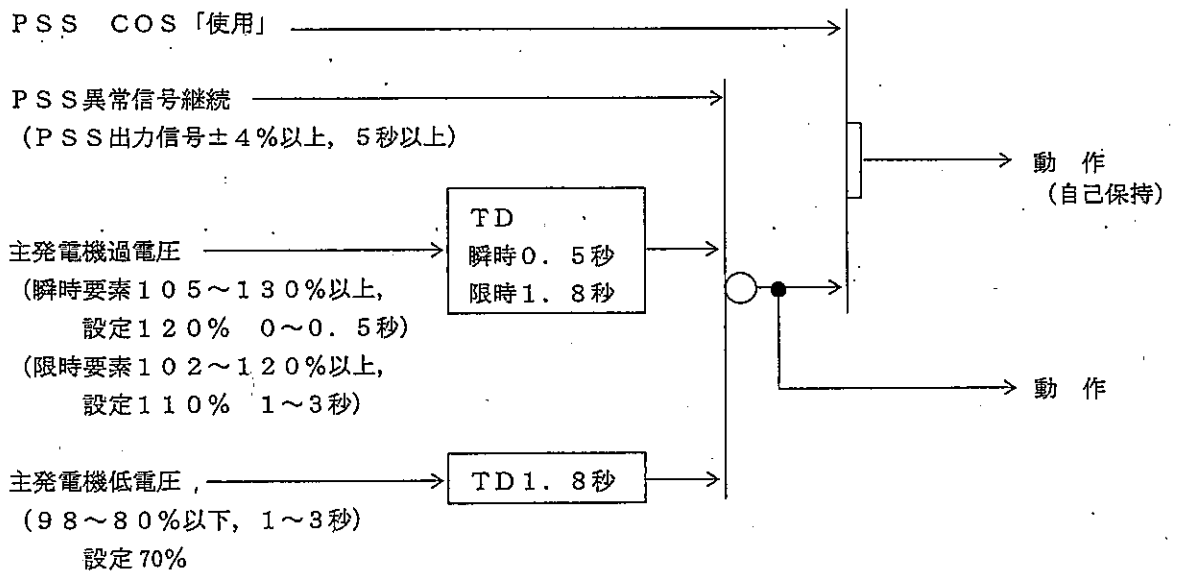 ＰＳＳ　ＣＯＳ「使用」
ＰＳＳ異常信号継続
（ＰＳＳ出力信号±４％以上，５秒以上）
動　作
（自己保持）
ＴＤ
瞬時０．５秒
限時１．８秒
主発電機過電圧
（瞬時要素１０５～１３０％以上，
設定１２０％　０～０．５秒）
（限時要素１０２～１２０％以上，
設定１１０％　１～３秒）
動　作
主発電機低電圧
ＴＤ１．８秒
（９８～８０％以下，１～３秒）
設定70％